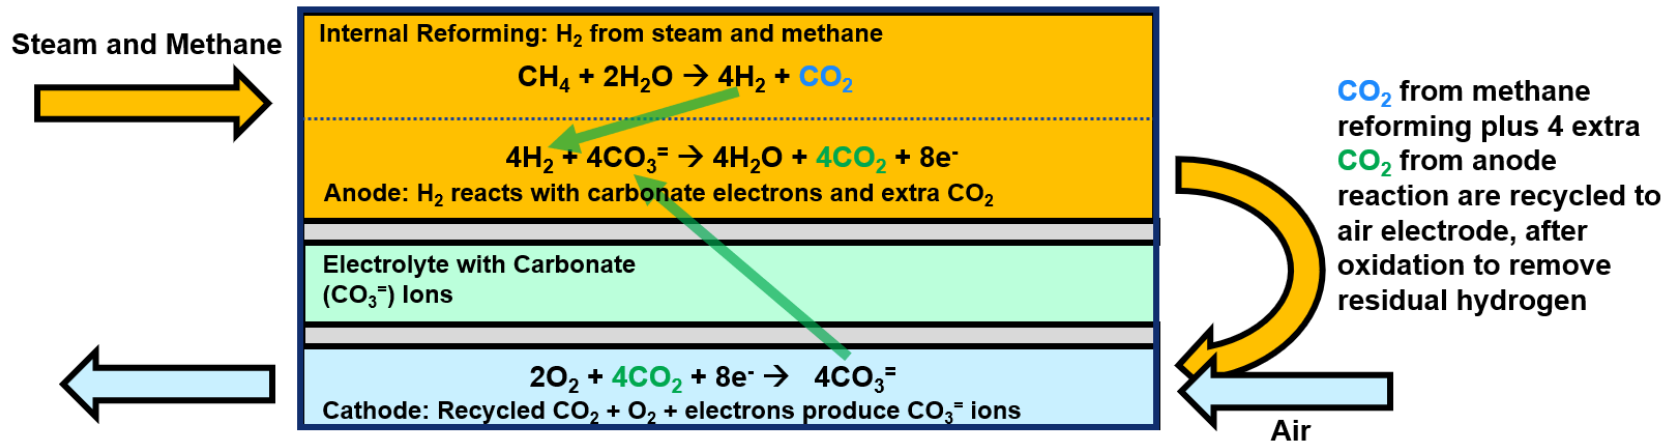 Steam and Methane
Internal Reforming: H₂ from steam and methane
CH₄ + 2H₂O → 4H₂ + CO₂
4H₂ + 4CO₃⁼ → 4H₂O + 4CO₂ + 8e⁻
Anode: H₂ reacts with carbonate electrons and extra CO₂
Electrolyte with Carbonate
(CO₃⁼) Ions
2O₂ + 4CO₂ + 8e⁻ → 4CO₃⁼
Cathode: Recycled CO₂ + O₂ + electrons produce CO₃⁼ ions
CO₂ from methane
reforming plus 4 extra
CO₂ from anode
reaction are recycled to
air electrode, after
oxidation to remove
residual hydrogen
Air